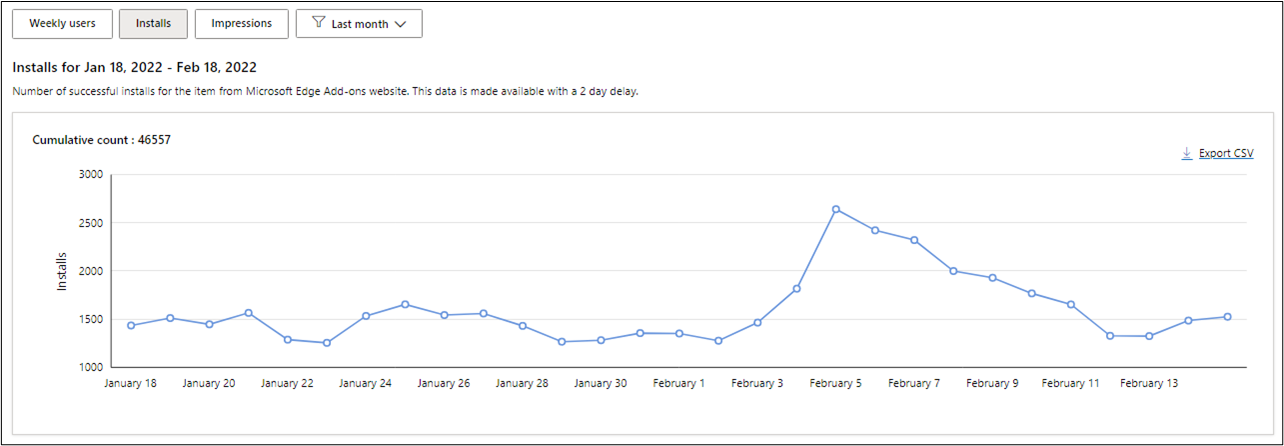 Weekly users Installs Impressions Last month
Installs for Jan 18, 2022 - Feb 18, 2022
Number of successful installs for the item from Microsoft Edge Add-ons website. This data is made available with a 2 day delay.
Cumulative count : 46557
Export CSV
3000
2500
2000
1500
1000
Installs
January 18 January 20 January 22 January 24 January 26 January 28 January 30 February 1 February 3 February 5 February 7 February 9 February 11 February 13